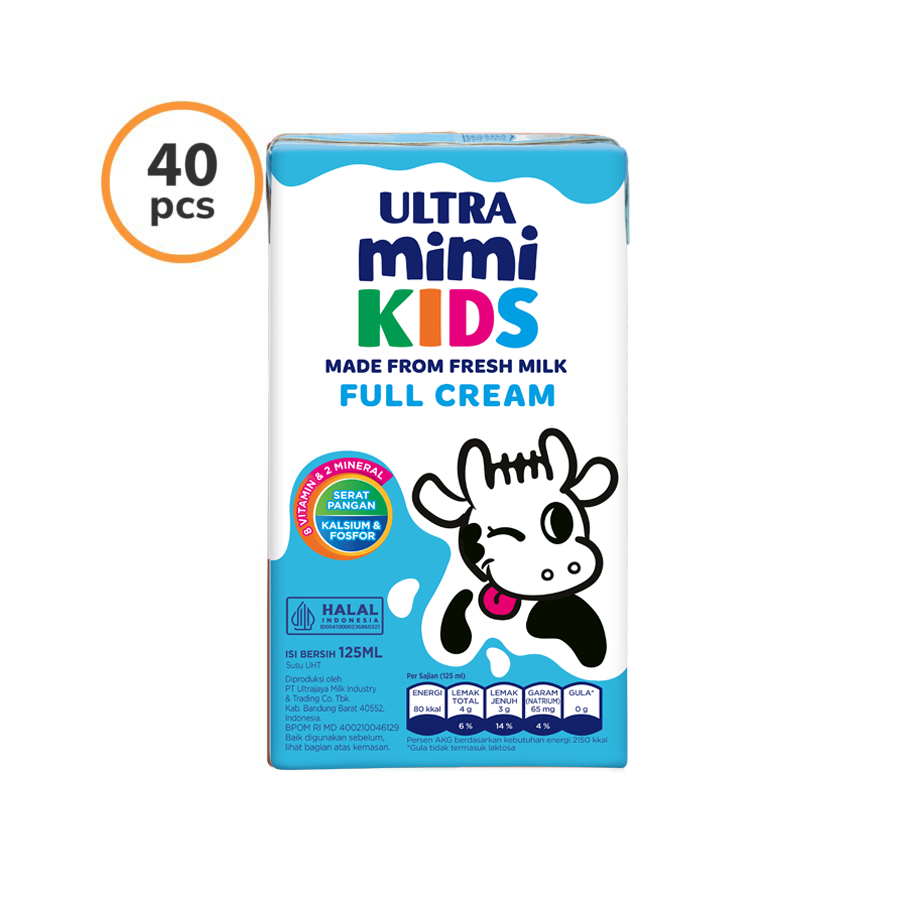 40
pcs
ULTRA
mimi
KIDS
MADE FROM FRESH MILK
FULL CREAM
8 VITAMIN & 2 MINERAL
SERAT
PANGAN
KALSIUM &
FOSFOR
HALAL
INDONESIA
ID00410000236860321
ISI BERSIH 125ML
Susu UHT
Diproduksi oleh
PT Ultrajaya Milk Industry
& Trading Co. Tbk.
Kab. Bandung Barat 40552,
Indonesia.
BPOM RI MD 400210046129
Baik digunakan sebelum,
lihat bagian atas kemasan.
Per Sajian (125 ml)
ENERGI
80 kkal
LEMAK
TOTAL
4 g
6 %
LEMAK
JENUH
3 g
14 %
GARAM
(NATRIUM)
65 mg
4 %
GULA*
0 g
Persen AKG berdasarkan kebutuhan energi 2150 kkal
*Gula tidak termasuk laktosa